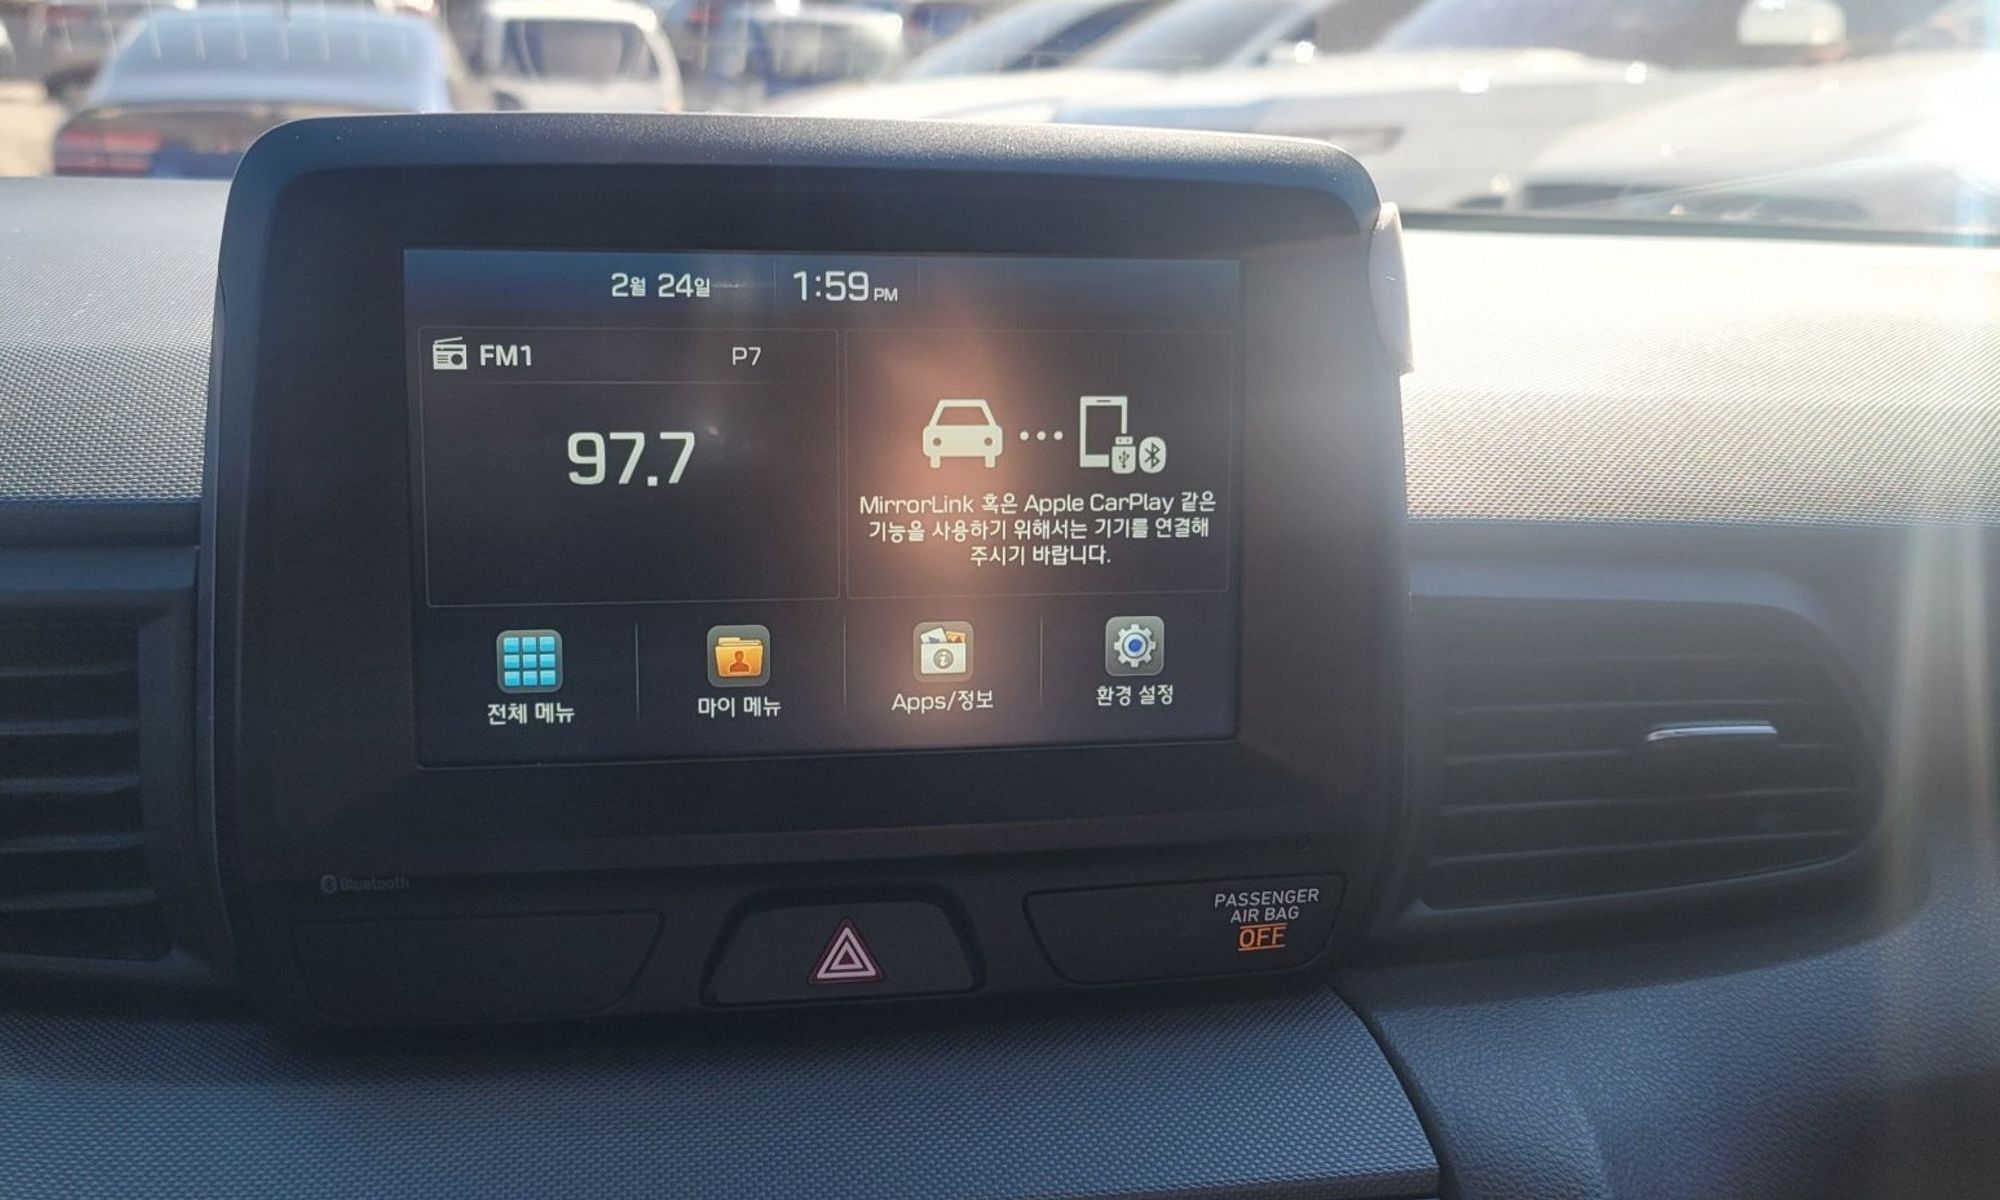 2월 24일 1:59 PM
FM1 P7
97.7
MirrorLink 혹은 Apple CarPlay 같은
기능을 사용하기 위해서는 기기를 연결해
주시기 바랍니다.
전체 메뉴 마이 메뉴 Apps/정보 환경 설정
Bluetooth
PASSENGER
AIR BAG
OFF